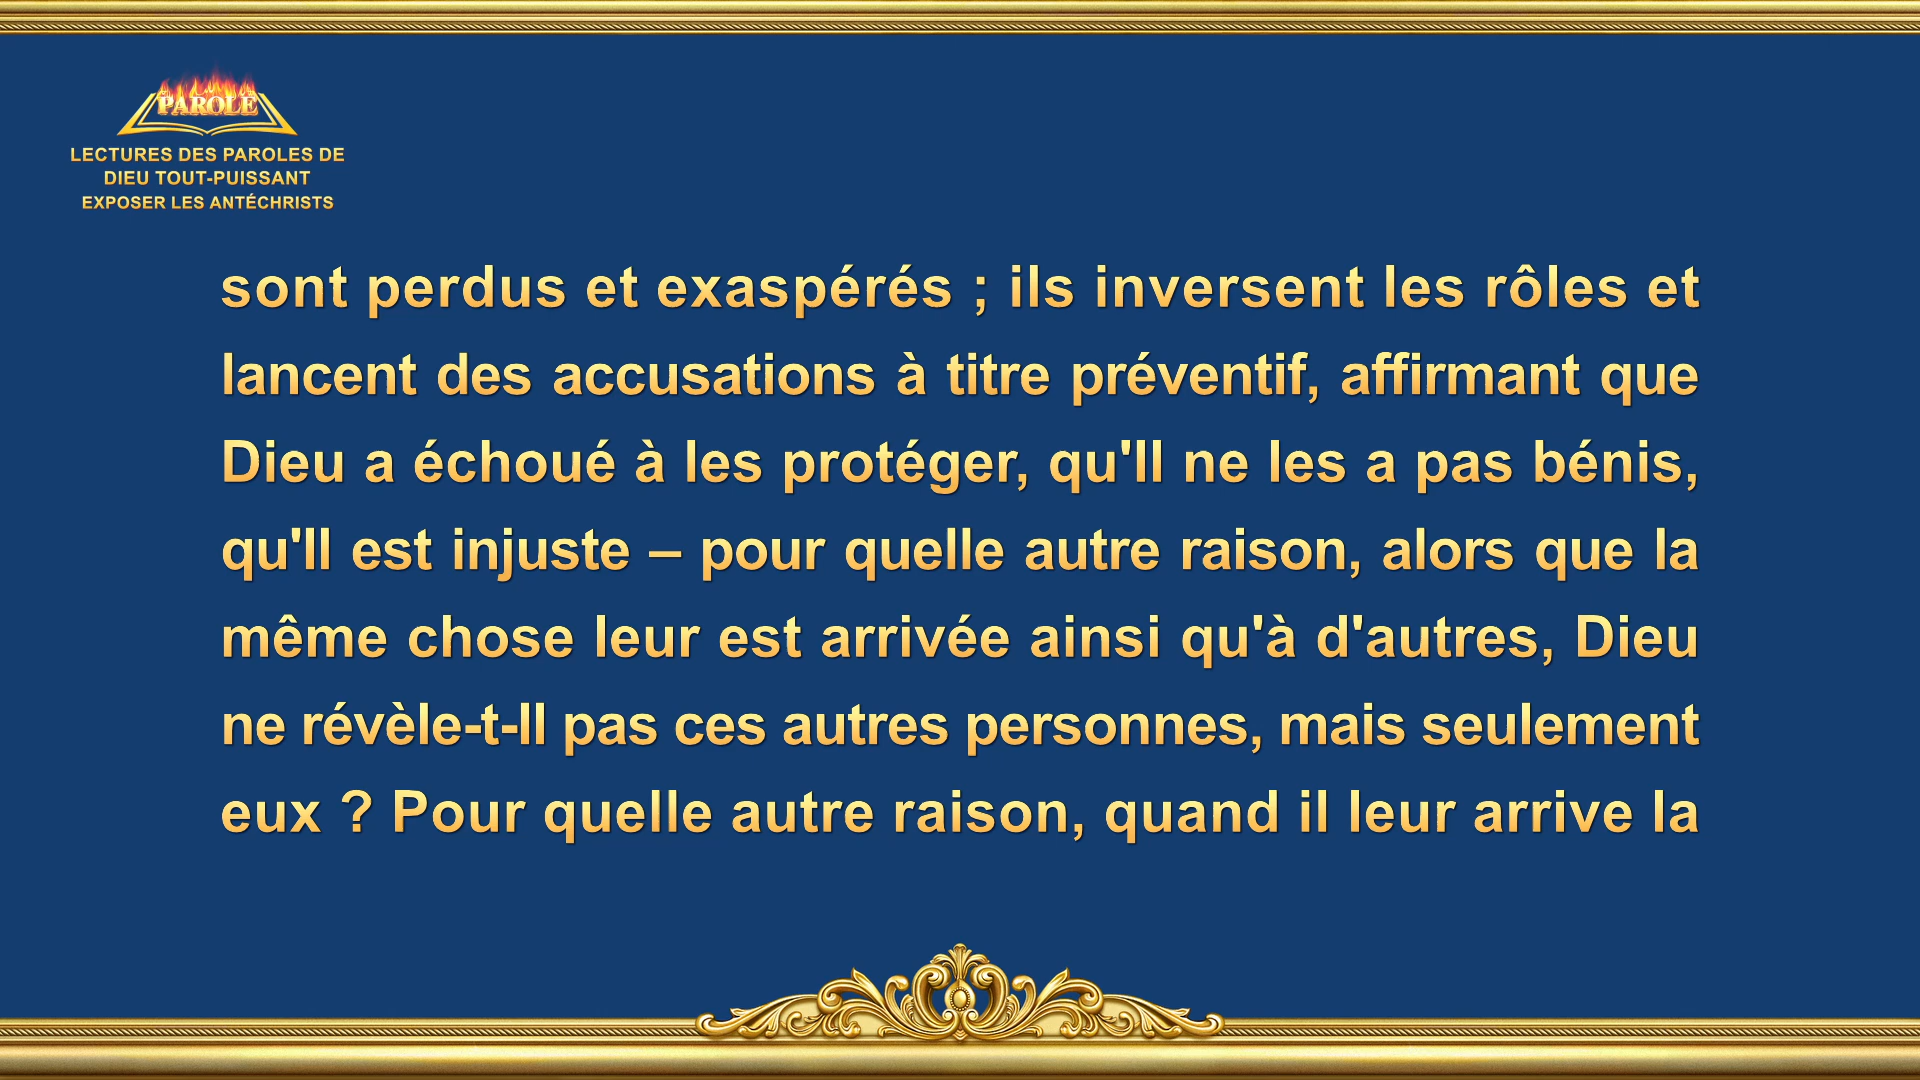 PAROLE
LECTURES DES PAROLES DE
DIEU TOUT-PUISSANT
EXPOSER LES ANTÉCHRISTS
sont perdus et exaspérés ; ils inversent les rôles et
lancent des accusations à titre préventif, affirmant que
Dieu a échoué à les protéger, qu'Il ne les a pas bénis,
qu'Il est injuste – pour quelle autre raison, alors que la
même chose leur est arrivée ainsi qu'à d'autres, Dieu
ne révèle-t-Il pas ces autres personnes, mais seulement
eux ? Pour quelle autre raison, quand il leur arrive la